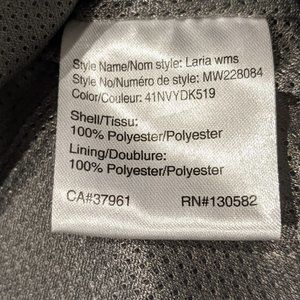 Style Name/Nom style: Laria wms
Style No/Numéro de style: MW228084
Color/Couleur: 41NVYDK519
Shell/Tissu:
100% Polyester/Polyester
Lining/Doublure:
100% Polyester/Polyester
CA#37961 RN#130582